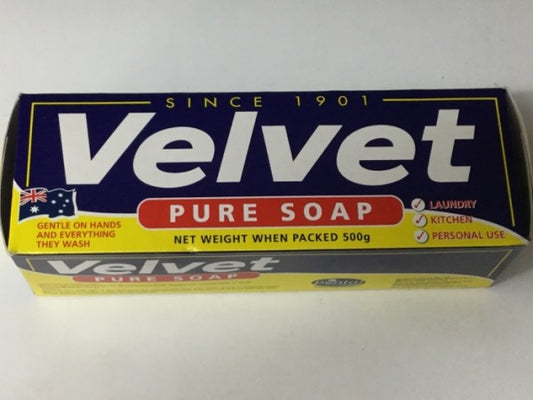 SINCE 1901
Velvet
PURE SOAP
GENTLE ON HANDS
AND EVERYTHING
THEY WASH
NET WEIGHT WHEN PACKED 500g
LAUNDRY
KITCHEN
PERSONAL USE
Velvet
PURE SOAP
pental